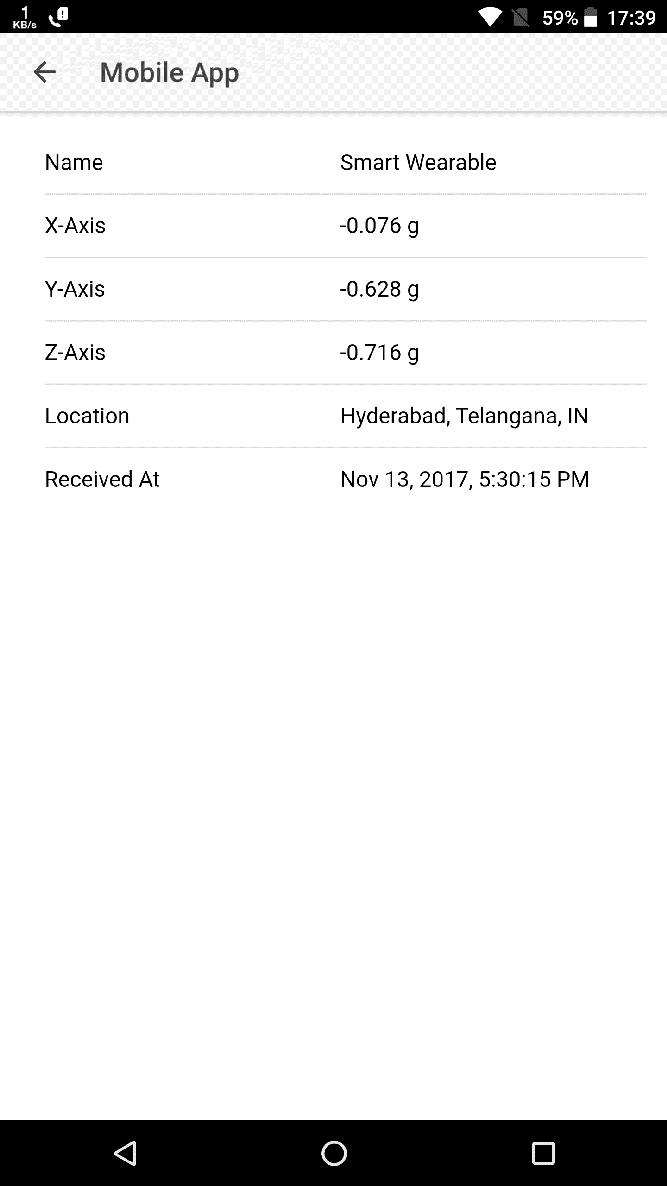 1
KB/s
59% 17:39
Mobile App
Name Smart Wearable
X-Axis -0.076 g
Y-Axis -0.628 g
Z-Axis -0.716 g
Location Hyderabad, Telangana, IN
Received At Nov 13, 2017, 5:30:15 PM